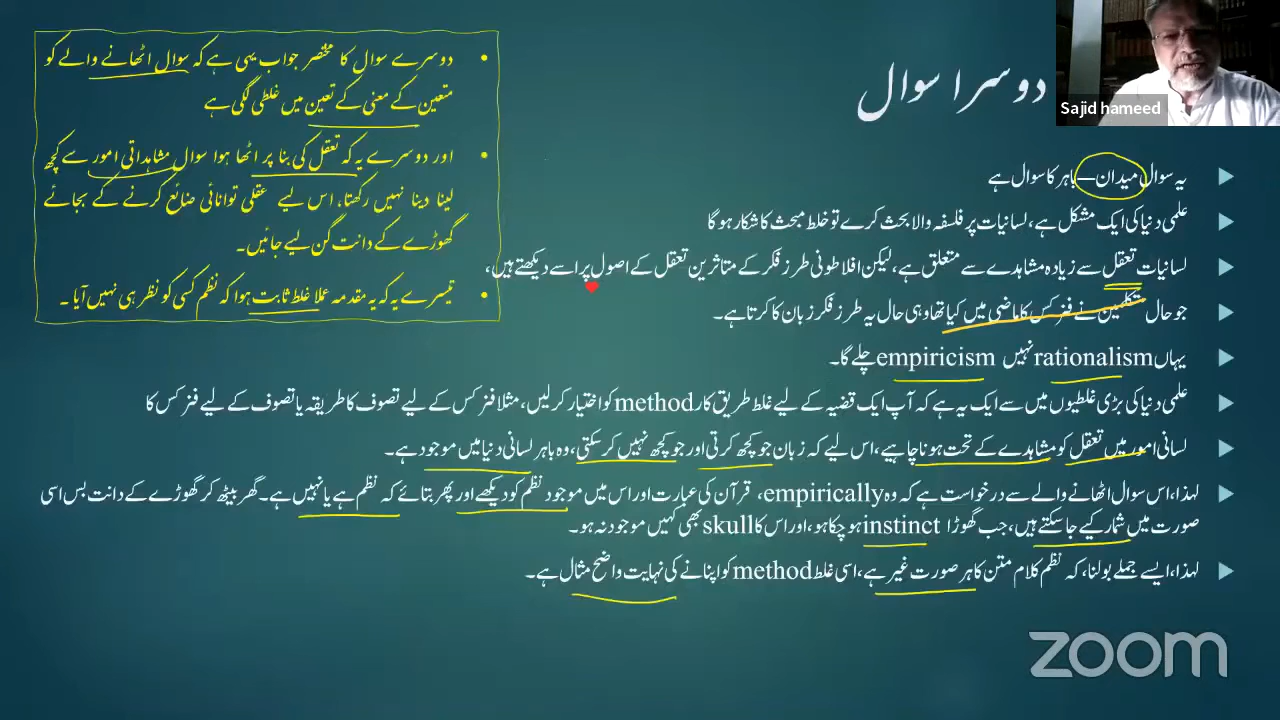 دوسرا سوال
Sajid hameed
یہ سوال میدان—باہر کا سوال ہے
علمی دنیا کی ایک مشکل ہے، لسانیات پر فلسفہ والا بحث کرے تو خلط مبحث کا شکار ہو گا
لسانیات تعقل سے زیادہ مشاہدے سے متعلق ہے، لیکن افلاطونی طرز فکر کے متاثرین تعقل کے اصول پر اسے دیکھتے ہیں،
جو حال متکلمین نے فزکس کا ماضی میں کیا تھا وہی حال یہ طرز فکر زبان کا کرتا ہے۔
یہاں rationalism نہیں empiricism چلے گا۔
علمی دنیا کی بڑی غلطیوں میں سے ایک یہ ہے کہ آپ ایک قضیہ کے لیے غلط طریق کار method کو اختیار کر لیں، مثلا فزکس کے لیے تصوف کا طریقہ یا تصوف کے لیے فزکس کا
لسانی امور میں تعقل کو مشاہدے کے تحت ہونا چاہیے، اس لیے کہ زبان جو کچھ کرتی اور جو کچھ نہیں کر سکتی، وہ باہر لسانی دنیا میں موجود ہے۔
لہذا، اس سوال اٹھانے والے سے درخواست ہے کہ وہ empirically، قرآن کی عبارت اور اس میں موجود نظم کو دیکھے اور پھر بتائے کہ نظم ہے یا نہیں ہے۔ گھر بیٹھ کر گھوڑے کے دانت بس اسی
صورت میں شمار کیے جا سکتے ہیں، جب گھوڑا instinct ہو چکا ہو، اور اس کا skull بھی کہیں موجود نہ ہو۔
لہذا، ایسے جملے بولنا، کہ نظم کلام متن کا ہر صورت غیر ہے، اسی غلط method کو اپنانے کی نہایت واضح مثال ہے۔
دوسرے سوال کا مختصر جواب یہی ہے کہ سوال اٹھانے والے کو
متعین کے معنی کے تعین میں غلطی لگی ہے
اور دوسرے یہ کہ تعقل کی بنا پر اٹھا ہوا سوال مشاہداتی امور سے کچھ
لینا دینا نہیں رکھتا، اس لیے عقلی توانائی ضائع کرنے کے بجائے
گھوڑے کے دانت گن لیے جائیں۔
تیسرے یہ کہ یہ مقدمہ عملا غلط ثابت ہوا کہ نظم کسی کو نظر ہی نہیں آیا۔
zoom